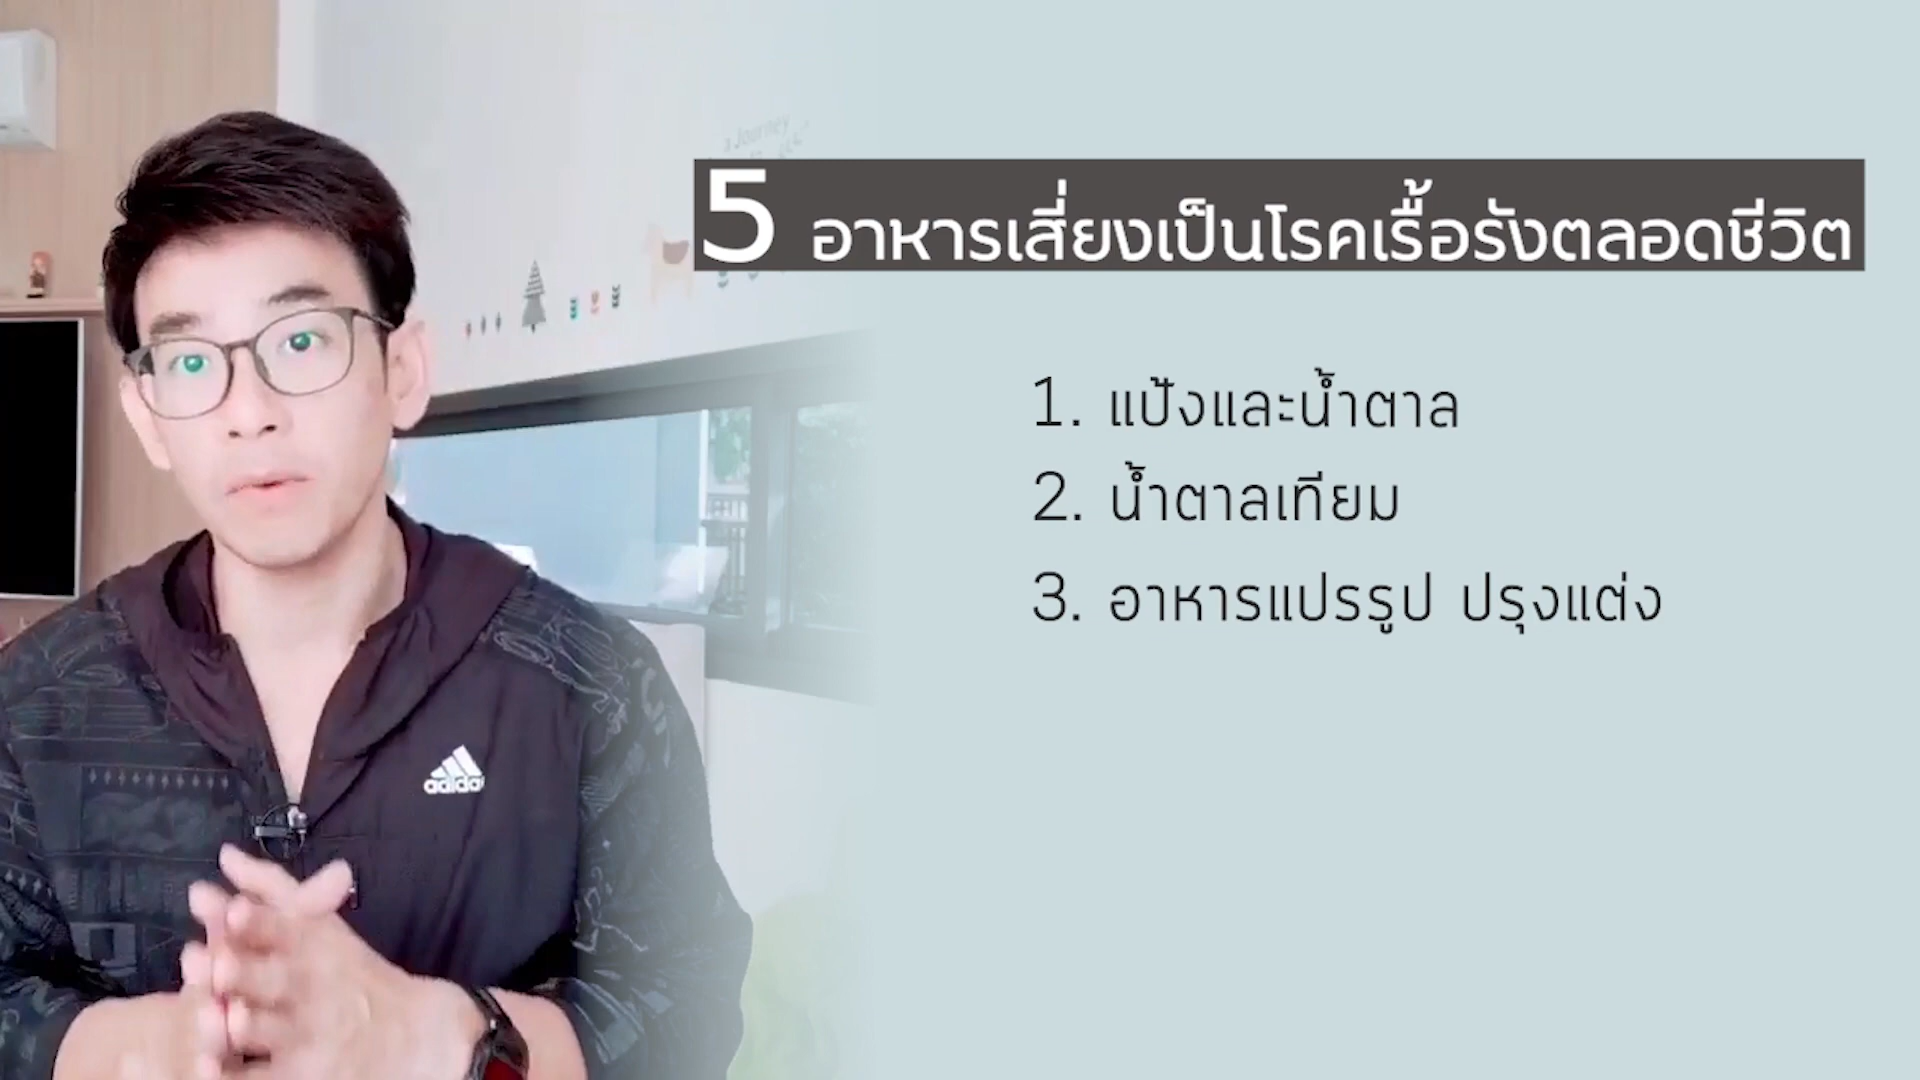 a Journey
5 อาหารเสี่ยงเป็นโรคเรื้อรังตลอดชีวิต
1. แป้งและน้ำตาล
2. น้ำตาลเทียม
3. อาหารแปรรูป ปรุงแต่ง
adidas